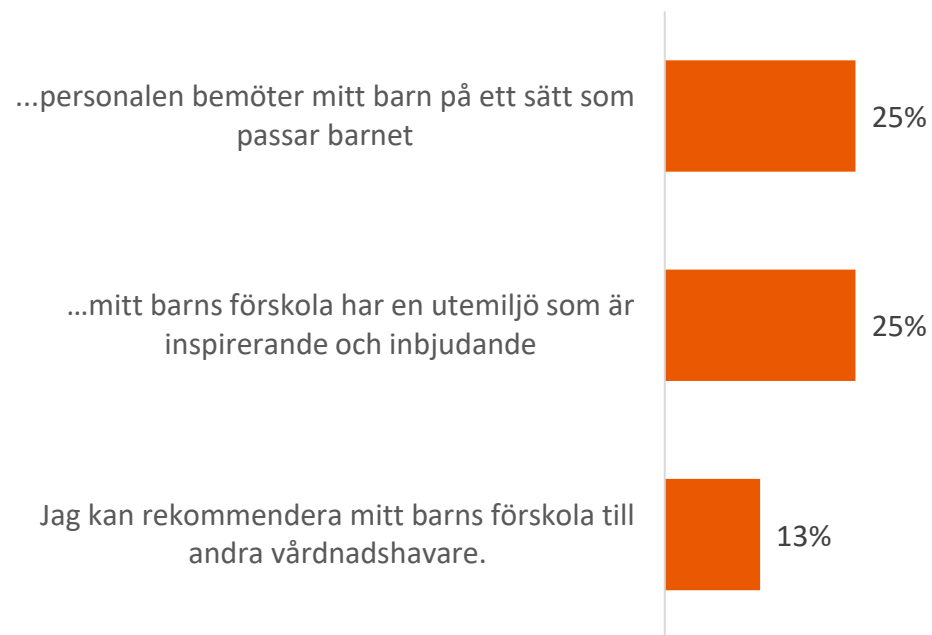 ...personalen bemöter mitt barn på ett sätt som
passar barnet
25%
...mitt barns förskola har en utemiljö som är
inspirerande och inbjudande
25%
Jag kan rekommendera mitt barns förskola till
andra vårdnadshavare.
13%